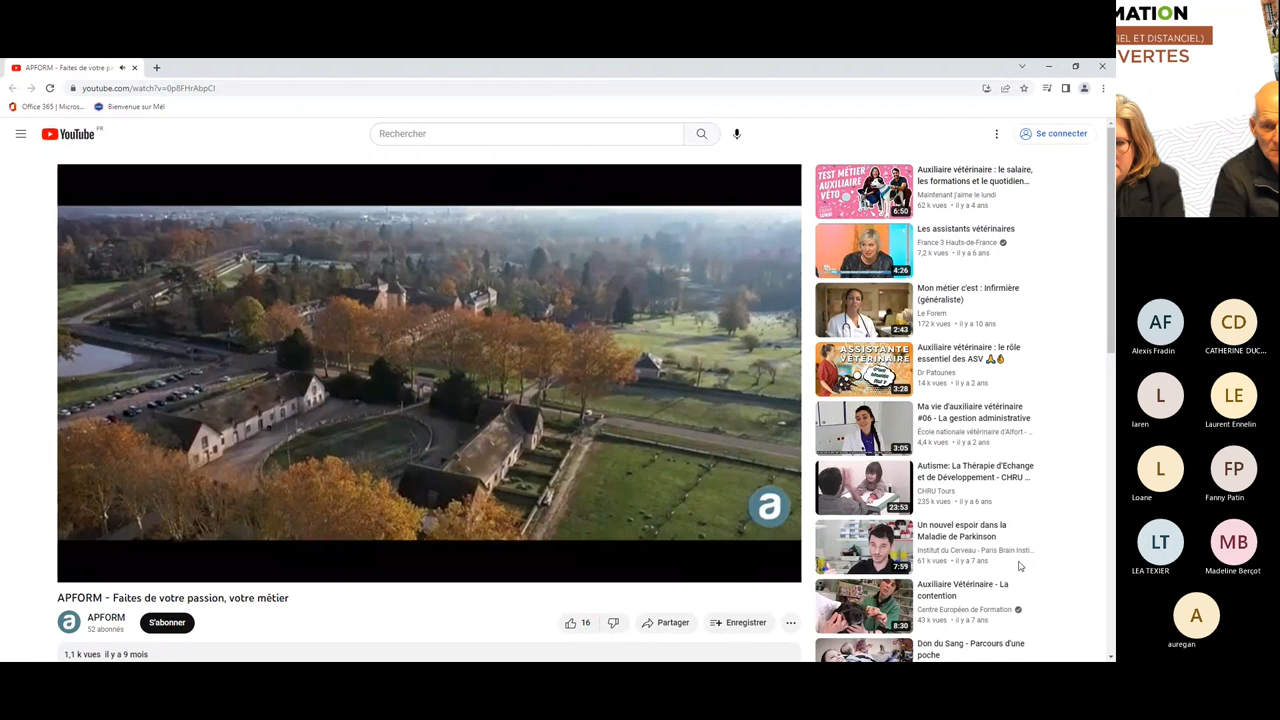 APFORM - Faites de votre pa
youtube.com/watch?v=0p8FHrAbpCI
Office 365 | Micros...
Bienvenue sur Mél
YouTube FR
Rechercher
Se connecter
a
APFORM - Faites de votre passion, votre métier
APFORM
52 abonnés
S'abonner
16
Partager
Enregistrer
1,1 k vues il y a 9 mois
TEST MÉTIER
AUXILIAIRE
VÉTO
6:50
Auxiliaire vétérinaire : le salaire,
les formations et le quotidien...
Maintenant j'aime le lundi
62 k vues • il y a 4 ans
4:26
Les assistants vétérinaires
France 3 Hauts-de-France
7,2 k vues • il y a 6 ans
2:43
Mon métier c'est : Infirmière
(généraliste)
Le Forem
172 k vues • il y a 10 ans
ASSISTANTE
VÉTÉRINAIRE
3:28
Auxiliaire vétérinaire : le rôle
essentiel des ASV 🙏👌
Dr Patounes
14 k vues • il y a 2 ans
3:05
Ma vie d'auxiliaire vétérinaire
#06 - La gestion administrative
École nationale vétérinaire d'Alfort - ...
4,4 k vues • il y a 2 ans
23:53
Autisme: La Thérapie d'Echange
et de Développement - CHRU ...
CHRU Tours
235 k vues • il y a 6 ans
7:59
Un nouvel espoir dans la
Maladie de Parkinson
Institut du Cerveau - Paris Brain Insti...
61 k vues • il y a 7 ans
8:30
Auxiliaire Vétérinaire - La
contention
Centre Européen de Formation
43 k vues • il y a 7 ans
Don du Sang - Parcours d'une
poche
MATION
IEL ET DISTANCIEL)
VERTES
AF
Alexis Fradin
CD
CATHERINE DUC...
L
laren
LE
Laurent Ennelin
L
Loane
FP
Fanny Patin
LT
LEA TEXIER
MB
Madeline Berçot
A
auregan